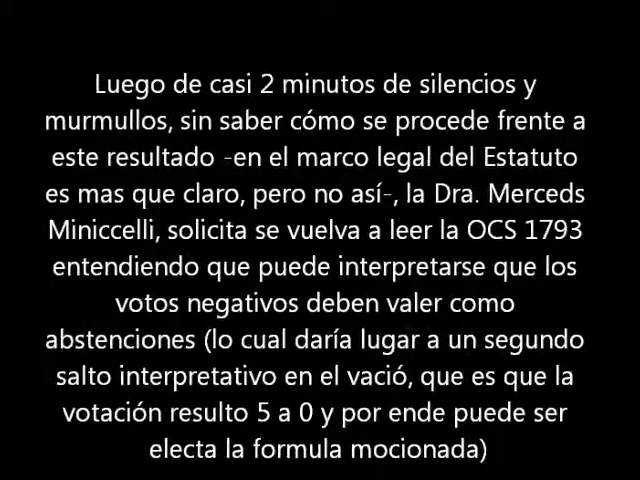 Luego de casi 2 minutos de silencios y
murmullos, sin saber cómo se procede frente a
este resultado -en el marco legal del Estatuto
es mas que claro, pero no así-, la Dra. Merceds
Miniccelli, solicita se vuelva a leer la OCS 1793
entendiendo que puede interpretarse que los
votos negativos deben valer como
abstenciones (lo cual daría lugar a un segundo
salto interpretativo en el vació, que es que la
votación resulto 5 a 0 y por ende puede ser
electa la formula mocionada)